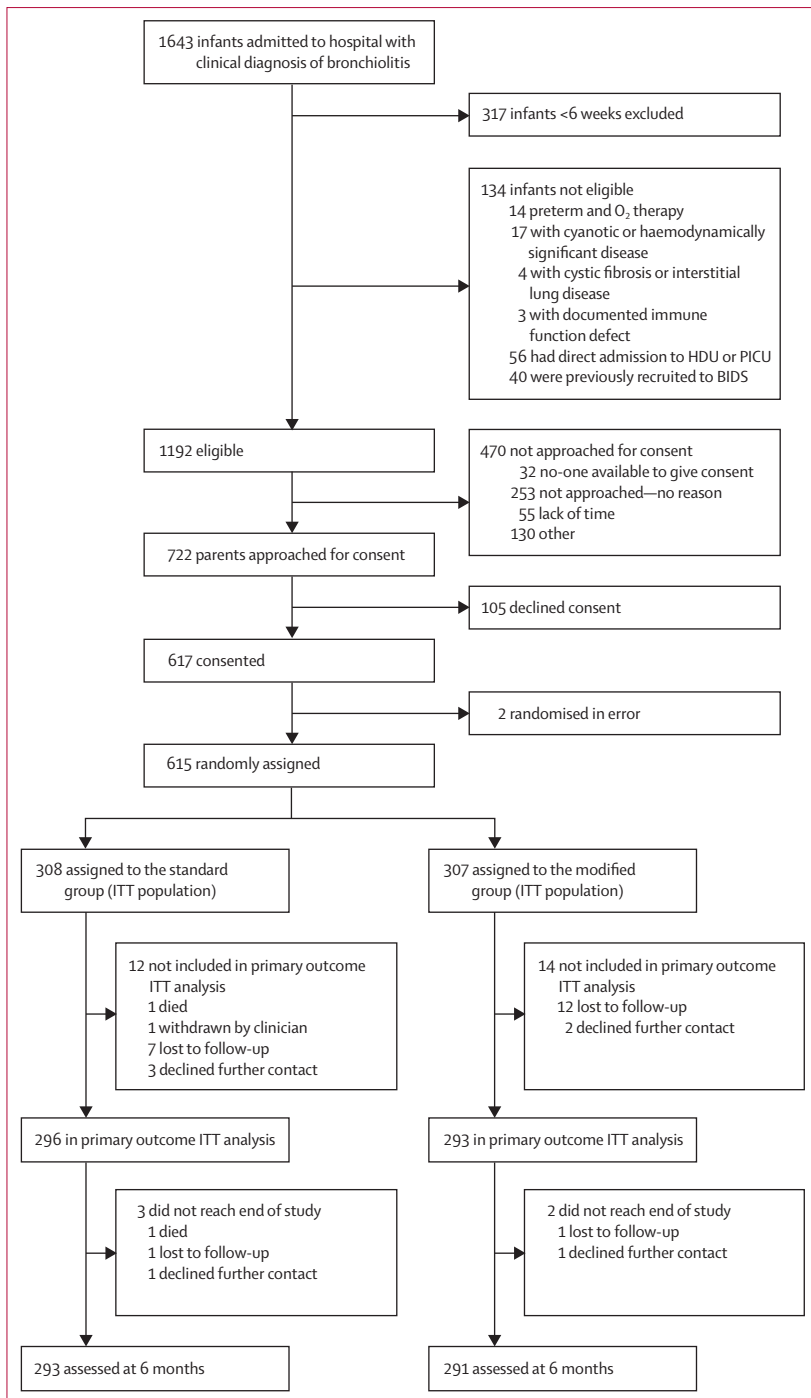 1643 infants admitted to hospital with
clinical diagnosis of bronchiolitis
317 infants <6 weeks excluded
134 infants not eligible
14 preterm and O₂ therapy
17 with cyanotic or haemodynamically
significant disease
4 with cystic fibrosis or interstitial
lung disease
3 with documented immune
function defect
56 had direct admission to HDU or PICU
40 were previously recruited to BIDS
1192 eligible
470 not approached for consent
32 no-one available to give consent
253 not approached—no reason
55 lack of time
130 other
722 parents approached for consent
105 declined consent
617 consented
2 randomised in error
615 randomly assigned
308 assigned to the standard
group (ITT population)
307 assigned to the modified
group (ITT population)
12 not included in primary outcome
ITT analysis
1 died
1 withdrawn by clinician
7 lost to follow-up
3 declined further contact
14 not included in primary outcome
ITT analysis
12 lost to follow-up
2 declined further contact
296 in primary outcome ITT analysis
293 in primary outcome ITT analysis
3 did not reach end of study
1 died
1 lost to follow-up
1 declined further contact
2 did not reach end of study
1 lost to follow-up
1 declined further contact
293 assessed at 6 months
291 assessed at 6 months